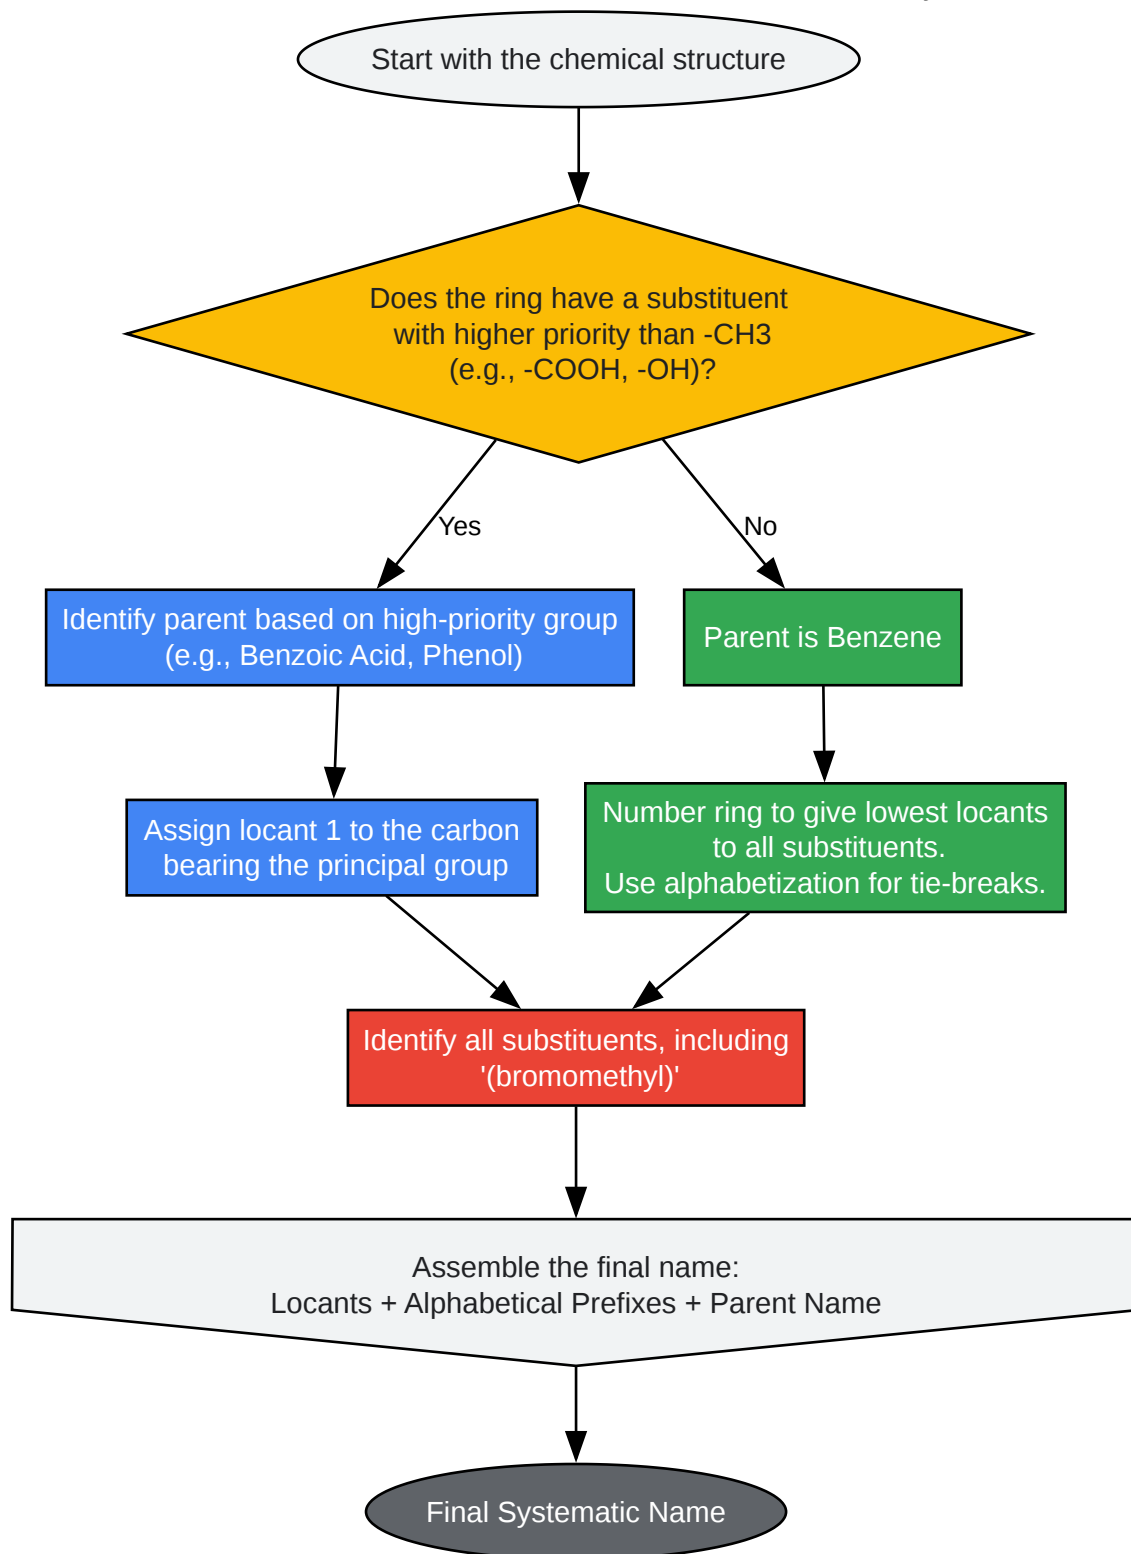 Start with the chemical structure
Does the ring have a substituent
with higher priority than -CH3
(e.g., -COOH, -OH)?
Yes
No
Identify parent based on high-priority group
(e.g., Benzoic Acid, Phenol)
Parent is Benzene
Assign locant 1 to the carbon
bearing the principal group
Number ring to give lowest locants
to all substituents.
Use alphabetization for tie-breaks.
Identify all substituents, including
'(bromomethyl)'
Assemble the final name:
Locants + Alphabetical Prefixes + Parent Name
Final Systematic Name